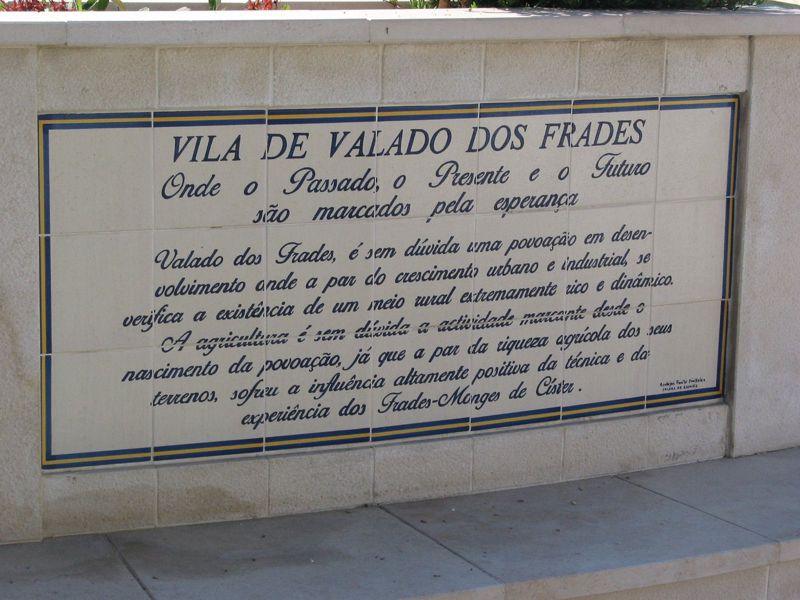 VILA DE VALADO DOS FRADES
Onde o Passado, o Presente e o Futuro
são marcados pela esperança
Valado dos Frades, é sem dúvida uma povoação em desen-
volvimento onde a par do crescimento urbano e industrial, se
verifica a existência de um meio rural extremamente rico e dinâmico.
A agricultura é sem dúvida a actividade marcante desde o
nascimento da povoação, já que a par da riqueza agrícola dos seus
terrenos, sofreu a influência altamente positiva da técnica e da
experiência dos Frades-Monges de Cister.